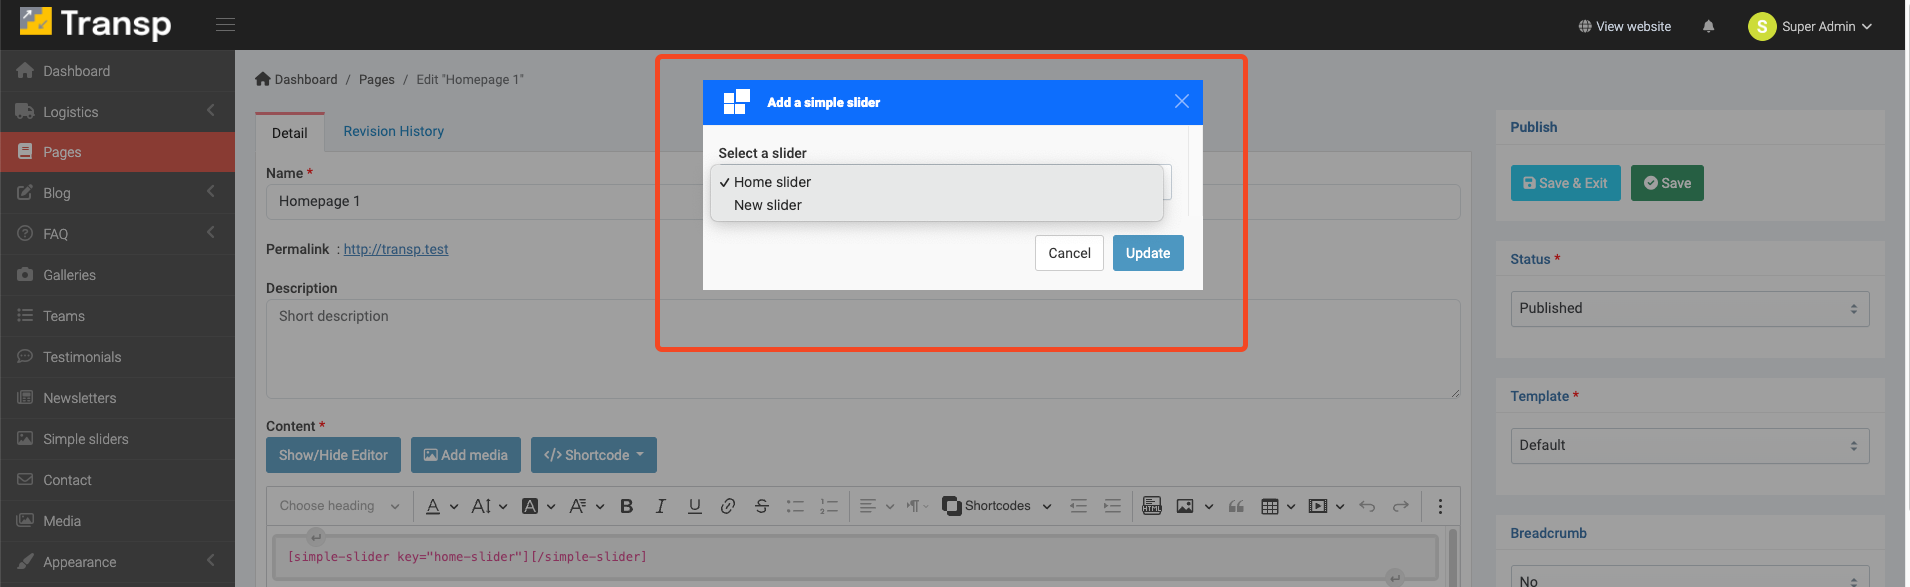 Transp
View website
S Super Admin
Dashboard
Logistics
Pages
Blog
FAQ
Galleries
Teams
Testimonials
Newsletters
Simple sliders
Contact
Media
Appearance
Dashboard / Pages / Edit "Homepage 1"
Detail
Revision History
Name *
Homepage 1
Permalink : http://transp.test
Description
Short description
Content *
Show/Hide Editor
Add media
</> Shortcode
Choose heading
Shortcodes
HTML
[simple-slider key="home-slider"][/simple-slider]
Add a simple slider
Select a slider
✓ Home slider
New slider
Cancel
Update
Publish
Save & Exit
Save
Status *
Published
Template *
Default
Breadcrumb
No